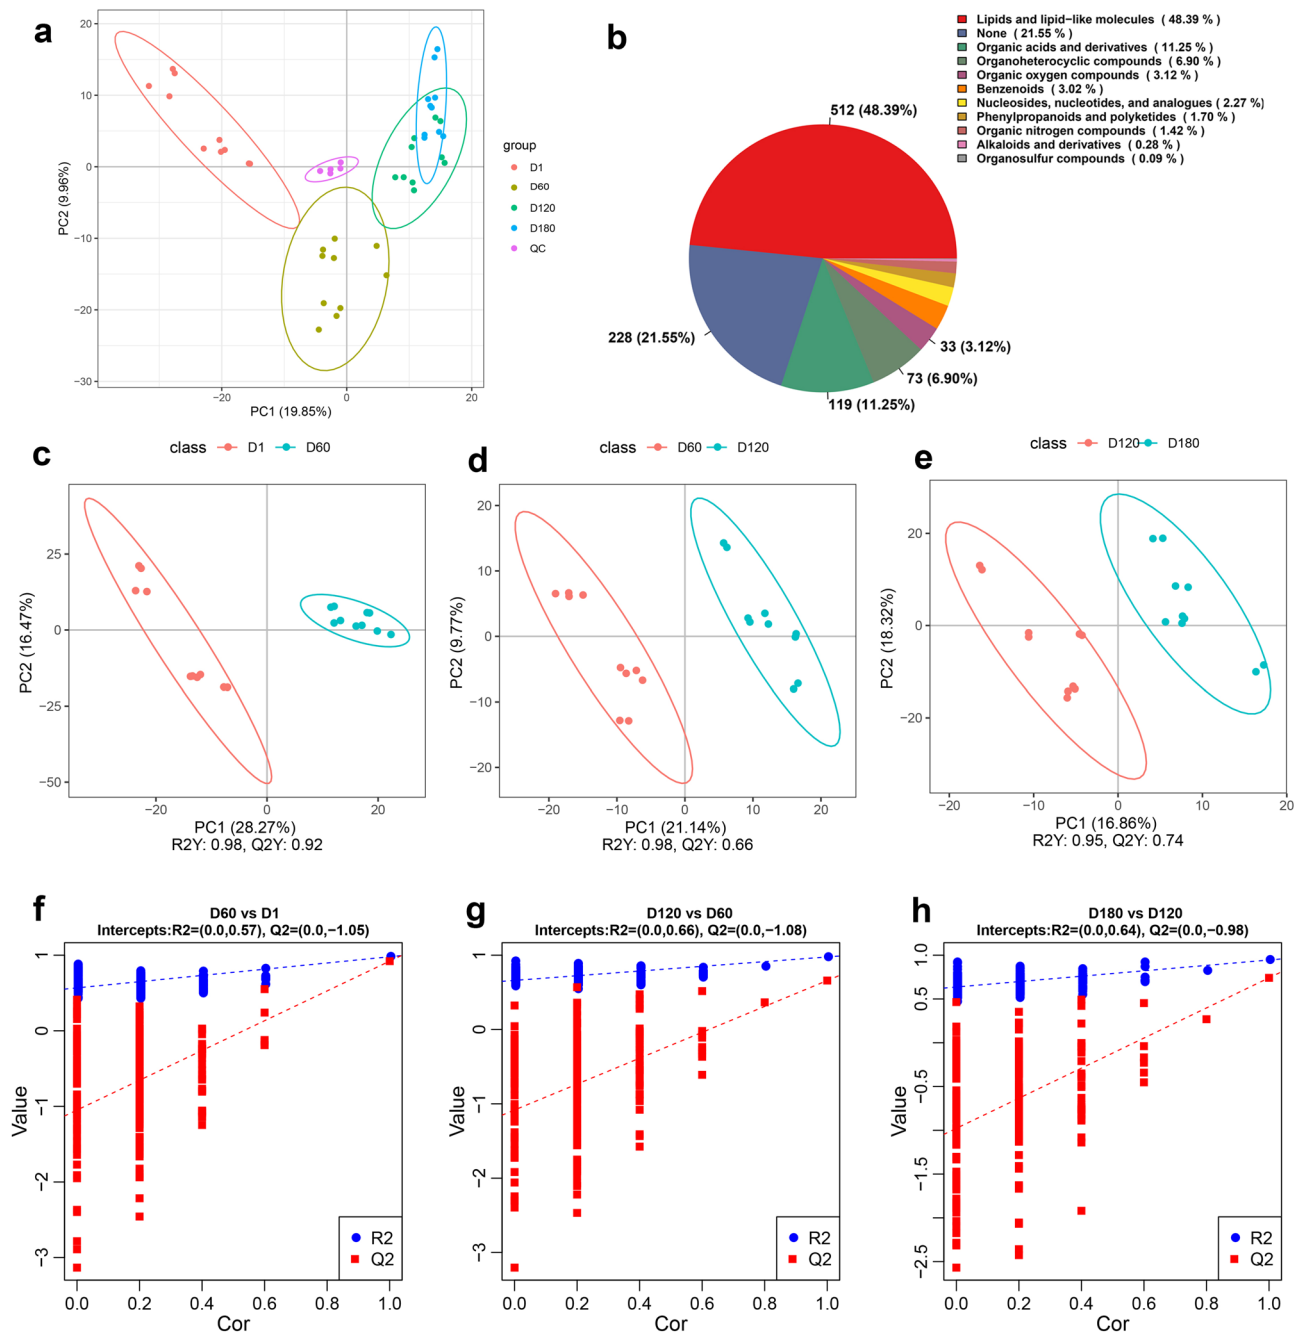 a
20
10
0
−10
−20
−30
−20
0
20
PC2 (9.96%)
PC1 (19.85%)
group
D1
D60
D120
D180
QC
b
Lipids and lipid−like molecules ( 48.39 % )
None ( 21.55 % )
Organic acids and derivatives ( 11.25 % )
Organoheterocyclic compounds ( 6.90 % )
Organic oxygen compounds ( 3.12 % )
Benzenoids ( 3.02 % )
Nucleosides, nucleotides, and analogues ( 2.27 %)
Phenylpropanoids and polyketides ( 1.70 % )
Organic nitrogen compounds ( 1.42 % )
Alkaloids and derivatives ( 0.28 % )
Organosulfur compounds ( 0.09 % )
512 (48.39%)
228 (21.55%)
119 (11.25%)
73 (6.90%)
33 (3.12%)
c
class D1 D60
25
0
−25
−50
−20
0
20
PC2 (16.47%)
PC1 (28.27%)
R2Y: 0.98, Q2Y: 0.92
d
class D60 D120
20
10
0
−10
−20
−20
−10
0
10
20
PC2 (9.77%)
PC1 (21.14%)
R2Y: 0.98, Q2Y: 0.66
e
class D120 D180
20
0
−20
−20
−10
0
10
20
PC2 (18.32%)
PC1 (16.86%)
R2Y: 0.95, Q2Y: 0.74
f
D60 vs D1
Intercepts:R2=(0.0,0.57), Q2=(0.0,−1.05)
1
0
−1
−2
−3
Value
R2
Q2
0.0 0.2 0.4 0.6 0.8 1.0
Cor
g
D120 vs D60
Intercepts:R2=(0.0,0.66), Q2=(0.0,−1.08)
1
0
−1
−2
−3
Value
R2
Q2
0.0 0.2 0.4 0.6 0.8 1.0
Cor
h
D180 vs D120
Intercepts:R2=(0.0,0.64), Q2=(0.0,−0.98)
1.0
0.5
−0.5
−1.5
−2.5
Value
R2
Q2
0.0 0.2 0.4 0.6 0.8 1.0
Cor